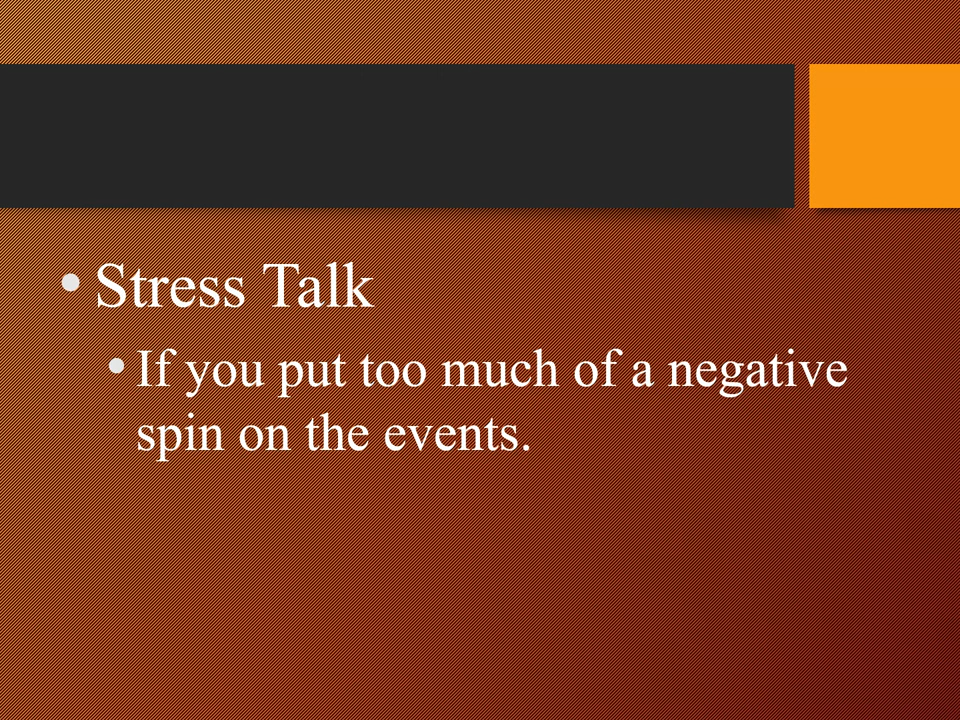 • Stress Talk
• If you put too much of a negative
spin on the events.